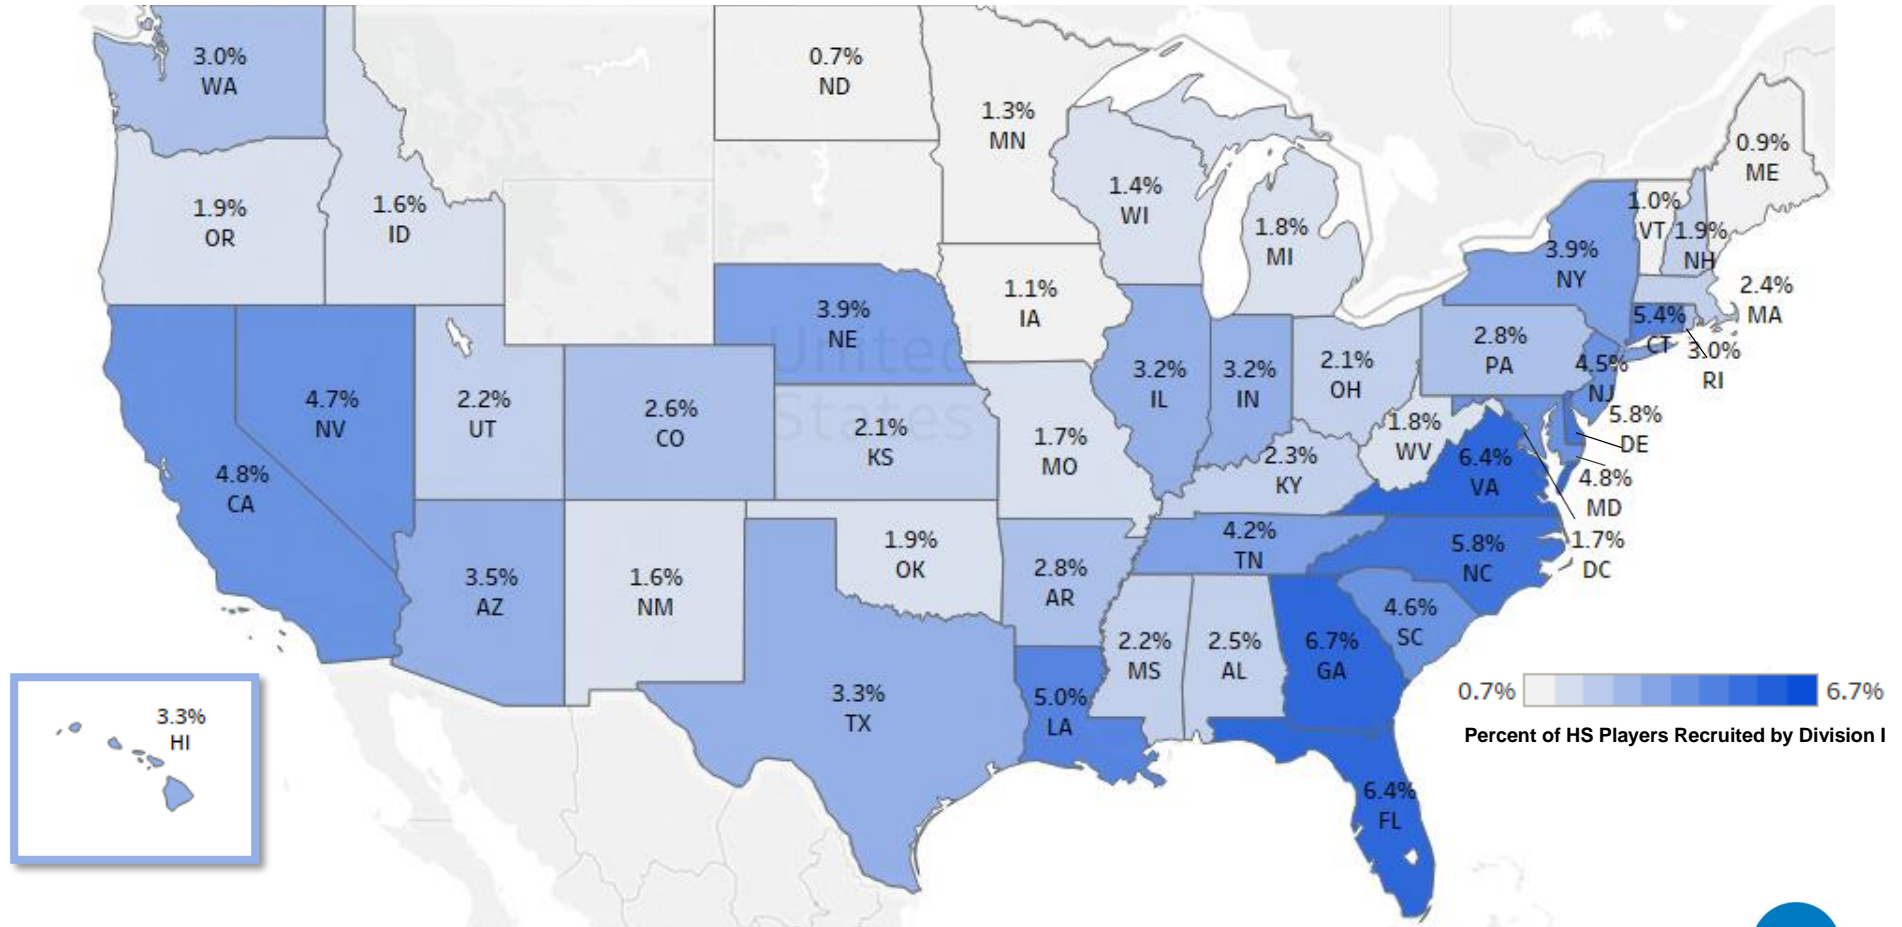 3.0%
WA
0.7%
ND
1.3%
MN
0.9%
ME
1.9%
OR
1.6%
ID
1.4%
WI
1.8%
MI
1.0%
VT
1.9%
NH
3.9%
NY
2.4%
MA
3.9%
NE
1.1%
IA
5.4%
CT
3.0%
RI
2.8%
PA
4.5%
NJ
United
States
4.7%
NV
2.2%
UT
2.6%
CO
2.1%
KS
1.7%
MO
3.2%
IL
3.2%
IN
2.1%
OH
1.8%
WV
5.8%
DE
4.8%
CA
2.3%
KY
6.4%
VA
4.8%
MD
1.7%
DC
3.5%
AZ
1.6%
NM
1.9%
OK
2.8%
AR
4.2%
TN
5.8%
NC
4.6%
SC
3.3%
TX
5.0%
LA
2.2%
MS
2.5%
AL
6.7%
GA
6.4%
FL
3.3%
HI
0.7% 6.7%
Percent of HS Players Recruited by Division I